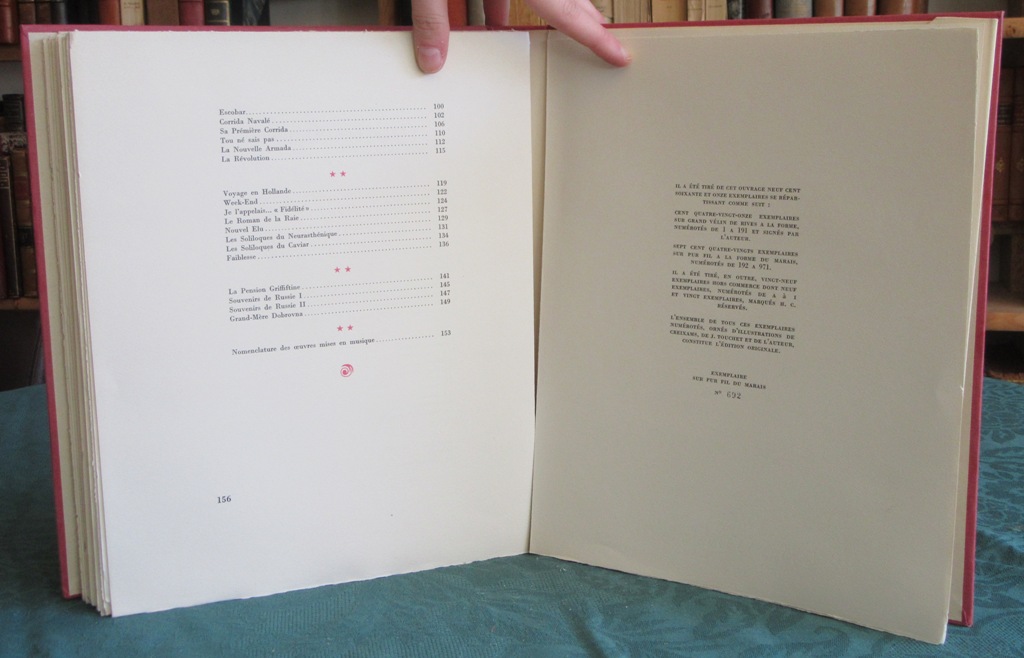 Escobar 100
Corrida Navalé 102
Sa Prémière Corrida 106
Tou né sais pas 110
La Nouvelle Armada 112
La Révolution 115
★ ★
Voyage en Hollande 119
Week-End 122
Je l'appelais... « Fidélité » 124
Le Roman de la Raie 127
Nouvel Elu 129
Les Soliloques du Neurasthénique 131
Les Soliloques du Caviar 134
Faiblesse 136
★ ★
La Pension Griffiftins 141
Souvenirs de Russie I 145
Souvenirs de Russie II 147
Grand-Mère Dobrovna 149
★ ★
Nomenclature des œuvres mises en musique 153
156
IL A ÉTÉ TIRÉ DE CET OUVRAGE NEUF CENT
SOIXANTE ET ONZE EXEMPLAIRES SE RÉPAR-
TISSANT COMME SUIT :
CENT QUATRE-VINGT-ONZE EXEMPLAIRES
SUR GRAND VÉLIN DE RIVES A LA FORME,
NUMÉROTÉS DE 1 A 191 ET SIGNÉS PAR
L'AUTEUR.
SEPT CENT QUATRE-VINGTS EXEMPLAIRES
SUR PUR FIL A LA FORME DU MARAIS,
NUMÉROTÉS DE 192 A 971.
IL A ÉTÉ TIRÉ, EN OUTRE, VINGT-NEUF
EXEMPLAIRES HORS COMMERCE DONT NEUF
EXEMPLAIRES, NUMÉROTÉS DE A À I
ET VINGT EXEMPLAIRES, MARQUÉS H. C.
RÉSERVÉS.
L'ENSEMBLE DE TOUS CES EXEMPLAIRES
NUMÉROTÉS, ORNÉS D'ILLUSTRATIONS DE
CREIXAMS, DE J. TOUCHET ET DE L'AUTEUR,
CONSTITUE L'ÉDITION ORIGINALE.
EXEMPLAIRE
SUR PUR FIL DU MARAIS
N° 692